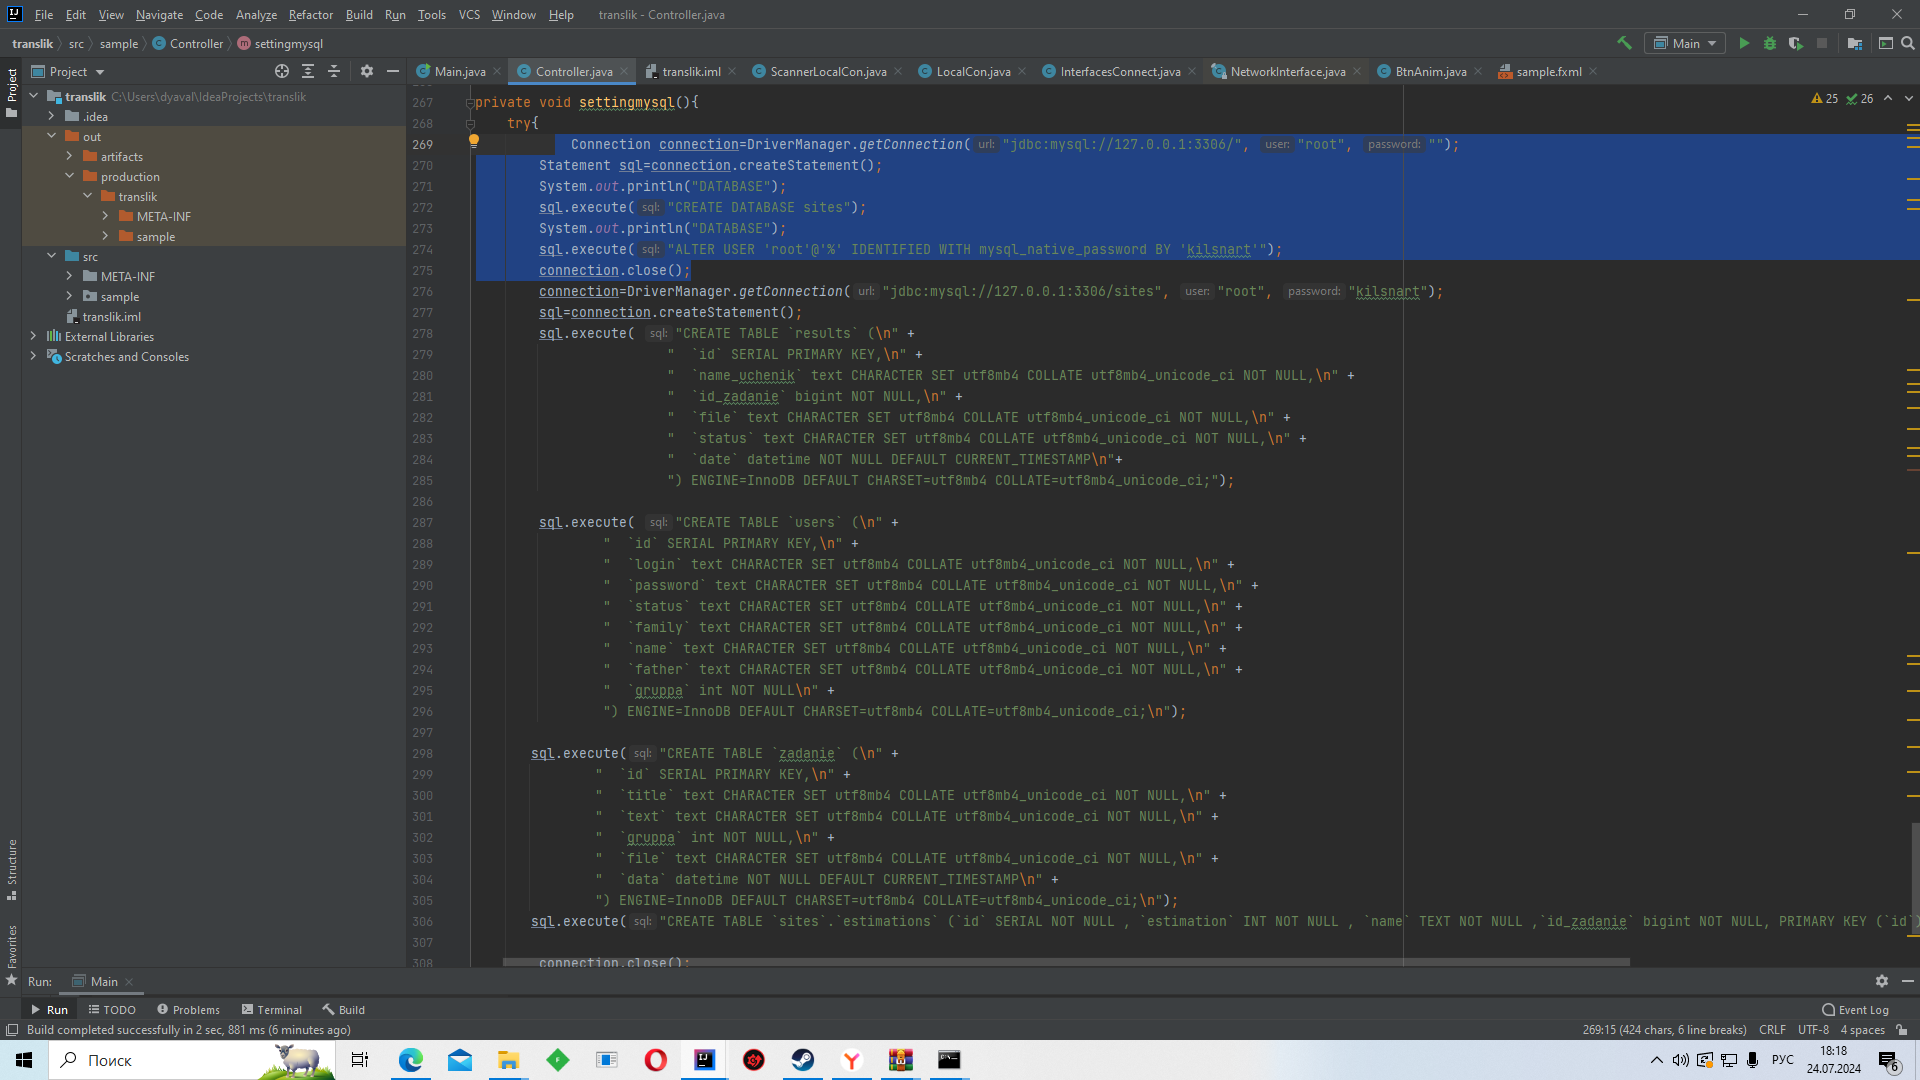 File Edit View Navigate Code Analyze Refactor Build Run Tools VCS Window Help translik - Controller.java
translik src sample Controller settingmysql
Main
Project
Main.java Controller.java translik.iml ScannerLocalCon.java LocalCon.java InterfacesConnect.java NetworkInterface.java BtnAnim.java sample.fxml
Project
translik C:\Users\dyaval\IdeaProjects\translik
.idea
out
artifacts
production
translik
META-INF
sample
src
META-INF
sample
translik.iml
External Libraries
Scratches and Consoles
Structure
Favorites
25 26
267 private void settingmysql(){
268 try{
269 Connection connection=DriverManager.getConnection( url: "jdbc:mysql://127.0.0.1:3306/", user: "root", password: "");
270 Statement sql=connection.createStatement();
271 System.out.println("DATABASE");
272 sql.execute( sql: "CREATE DATABASE sites");
273 System.out.println("DATABASE");
274 sql.execute( sql: "ALTER USER 'root'@'%' IDENTIFIED WITH mysql_native_password BY 'kilsnart'");
275 connection.close();
276 connection=DriverManager.getConnection( url: "jdbc:mysql://127.0.0.1:3306/sites", user: "root", password: "kilsnart");
277 sql=connection.createStatement();
278 sql.execute( sql: "CREATE TABLE `results` (\n" +
279 "  `id` SERIAL PRIMARY KEY,\n" +
280 "  `name_uchenik` text CHARACTER SET utf8mb4 COLLATE utf8mb4_unicode_ci NOT NULL,\n" +
281 "  `id_zadanie` bigint NOT NULL,\n" +
282 "  `file` text CHARACTER SET utf8mb4 COLLATE utf8mb4_unicode_ci NOT NULL,\n" +
283 "  `status` text CHARACTER SET utf8mb4 COLLATE utf8mb4_unicode_ci NOT NULL,\n" +
284 "  `date` datetime NOT NULL DEFAULT CURRENT_TIMESTAMP\n"+
285 ") ENGINE=InnoDB DEFAULT CHARSET=utf8mb4 COLLATE=utf8mb4_unicode_ci;");
286
287 sql.execute( sql: "CREATE TABLE `users` (\n" +
288 "  `id` SERIAL PRIMARY KEY,\n" +
289 "  `login` text CHARACTER SET utf8mb4 COLLATE utf8mb4_unicode_ci NOT NULL,\n" +
290 "  `password` text CHARACTER SET utf8mb4 COLLATE utf8mb4_unicode_ci NOT NULL,\n" +
291 "  `status` text CHARACTER SET utf8mb4 COLLATE utf8mb4_unicode_ci NOT NULL,\n" +
292 "  `family` text CHARACTER SET utf8mb4 COLLATE utf8mb4_unicode_ci NOT NULL,\n" +
293 "  `name` text CHARACTER SET utf8mb4 COLLATE utf8mb4_unicode_ci NOT NULL,\n" +
294 "  `father` text CHARACTER SET utf8mb4 COLLATE utf8mb4_unicode_ci NOT NULL,\n" +
295 "  `gruppa` int NOT NULL\n" +
296 ") ENGINE=InnoDB DEFAULT CHARSET=utf8mb4 COLLATE=utf8mb4_unicode_ci;\n");
297
298 sql.execute( sql: "CREATE TABLE `zadanie` (\n" +
299 "  `id` SERIAL PRIMARY KEY,\n" +
300 "  `title` text CHARACTER SET utf8mb4 COLLATE utf8mb4_unicode_ci NOT NULL,\n" +
301 "  `text` text CHARACTER SET utf8mb4 COLLATE utf8mb4_unicode_ci NOT NULL,\n" +
302 "  `gruppa` int NOT NULL,\n" +
303 "  `file` text CHARACTER SET utf8mb4 COLLATE utf8mb4_unicode_ci NOT NULL,\n" +
304 "  `data` datetime NOT NULL DEFAULT CURRENT_TIMESTAMP\n" +
305 ") ENGINE=InnoDB DEFAULT CHARSET=utf8mb4 COLLATE=utf8mb4_unicode_ci;\n");
306 sql.execute( sql: "CREATE TABLE `sites`.`estimations` (`id` SERIAL NOT NULL , `estimation` INT NOT NULL , `name` TEXT NOT NULL ,`id_zadanie` bigint NOT NULL, PRIMARY KEY (`id`)
307
308 connection.close();
Run: Main
Run TODO Problems Terminal Build Event Log
Build completed successfully in 2 sec, 881 ms (6 minutes ago) 269:15 (424 chars, 6 line breaks) CRLF UTF-8 4 spaces
Поиск
РУС
18:18
24.07.2024
6